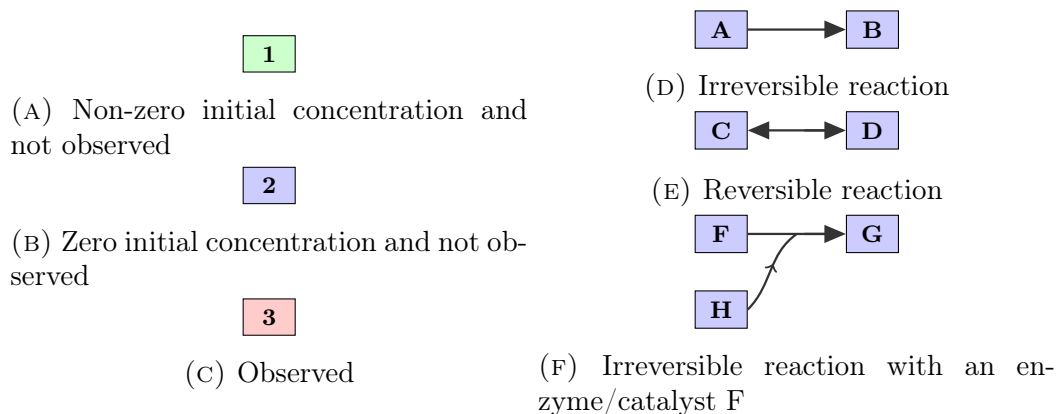 1
(A) Non-zero initial concentration and
not observed
2
(B) Zero initial concentration and not ob-
served
3
(C) Observed
A B
(D) Irreversible reaction
C D
(E) Reversible reaction
F G
H
(F) Irreversible reaction with an en-
zyme/catalyst F